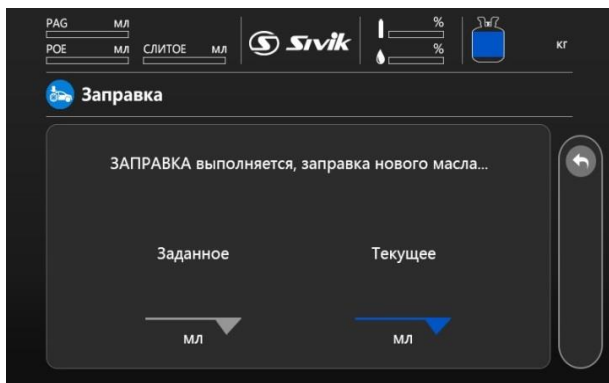 PAG мл
POE мл СЛИТОЕ мл Sivik % % кг
Заправка
ЗАПРАВКА выполняется, заправка нового масла...
Заданное Текущее
мл мл